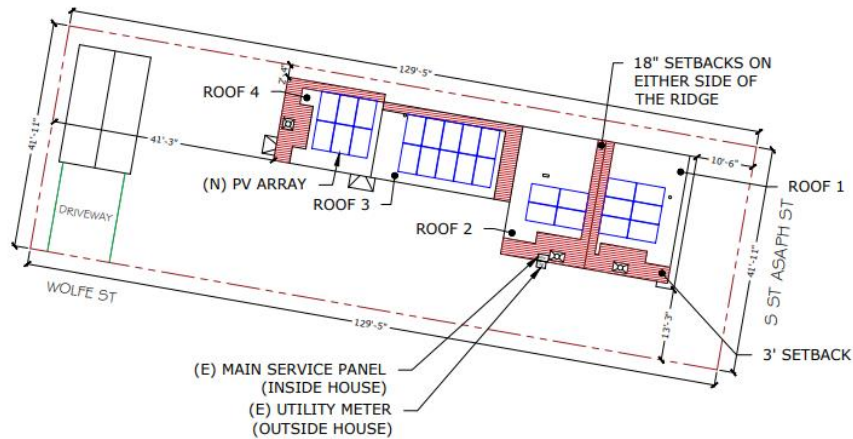 129'-5"
18" SETBACKS ON
EITHER SIDE OF
THE RIDGE
4'-2"
ROOF 4
41'-11"
41'-3"
10'-6"
(N) PV ARRAY
ROOF 1
ROOF 3
DRIVEWAY
ROOF 2
S ST ASAPH ST
41'-11"
WOLFE ST
13'-3"
129'-5"
3' SETBACK
(E) MAIN SERVICE PANEL
(INSIDE HOUSE)
(E) UTILITY METER
(OUTSIDE HOUSE)